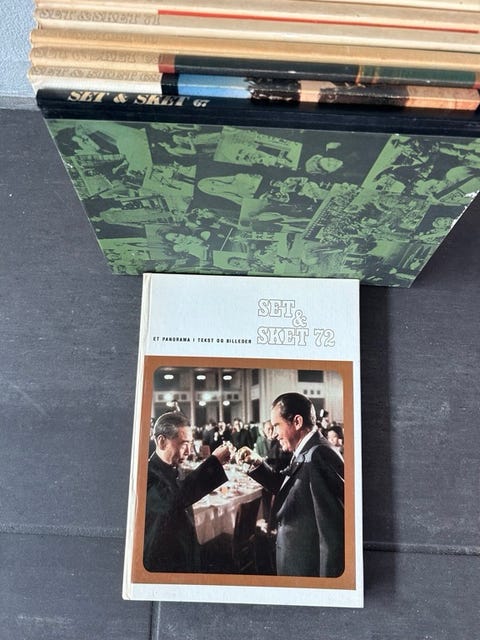 SET & SKET 71
SET & SKET 67
SET
&
SKET 72
ET PANORAMA I TEKST OG BILLEDER